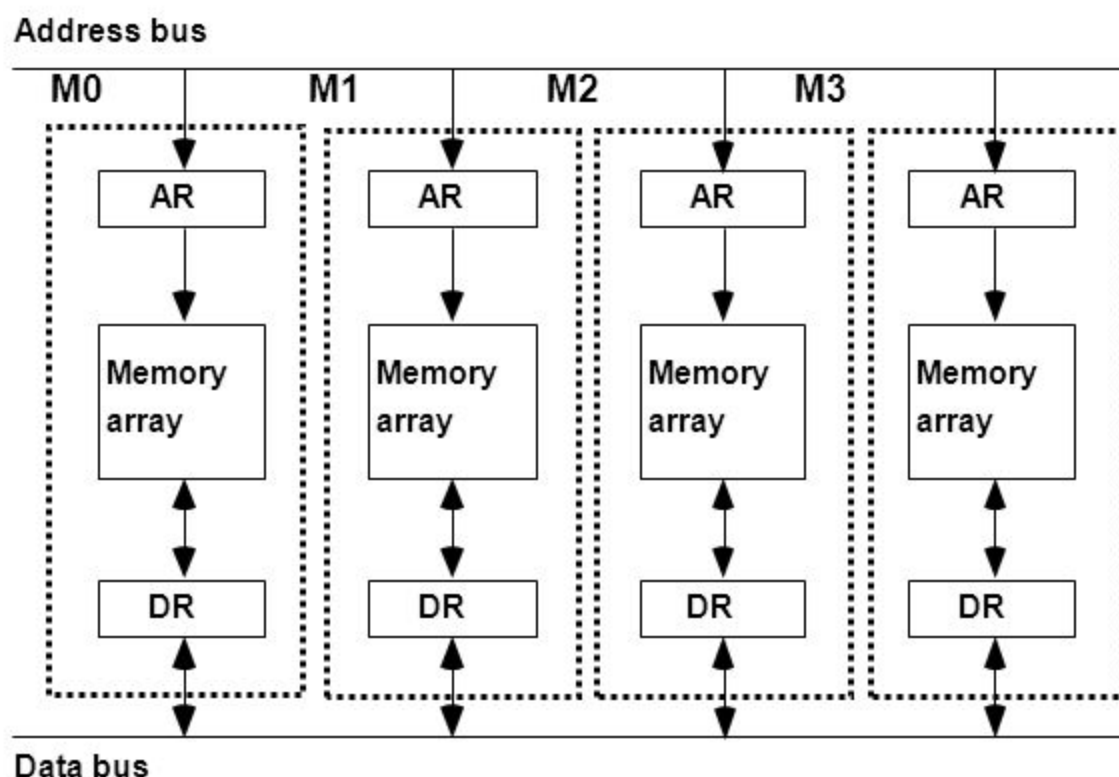 Address bus
M0 M1 M2 M3
AR AR AR AR
Memory Memory Memory Memory
array array array array
DR DR DR DR
Data bus